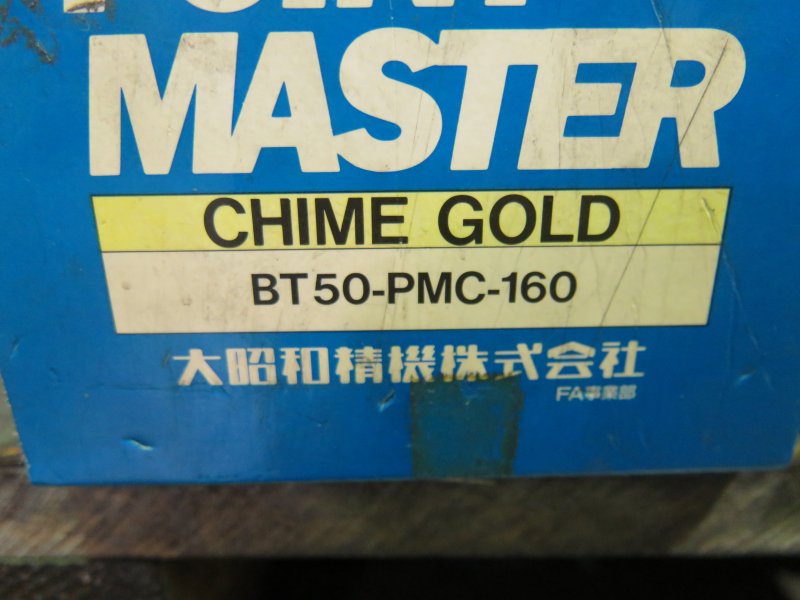 POINT
MASTER
CHIME GOLD
BT50-PMC-160
大昭和精機株式会社
FA事業部